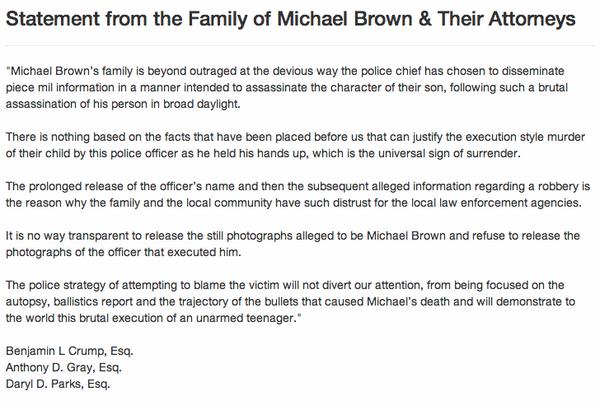 Statement from the Family of Michael Brown & Their Attorneys
"Michael Brown's family is beyond outraged at the devious way the police chief has chosen to disseminate
piece mil information in a manner intended to assassinate the character of their son, following such a brutal
assassination of his person in broad daylight.
There is nothing based on the facts that have been placed before us that can justify the execution style murder
of their child by this police officer as he held his hands up, which is the universal sign of surrender.
The prolonged release of the officer's name and then the subsequent alleged information regarding a robbery is
the reason why the family and the local community have such distrust for the local law enforcement agencies.
It is no way transparent to release the still photographs alleged to be Michael Brown and refuse to release the
photographs of the officer that executed him.
The police strategy of attempting to blame the victim will not divert our attention, from being focused on the
autopsy, ballistics report and the trajectory of the bullets that caused Michael's death and will demonstrate to
the world this brutal execution of an unarmed teenager."
Benjamin L Crump, Esq.
Anthony D. Gray, Esq.
Daryl D. Parks, Esq.